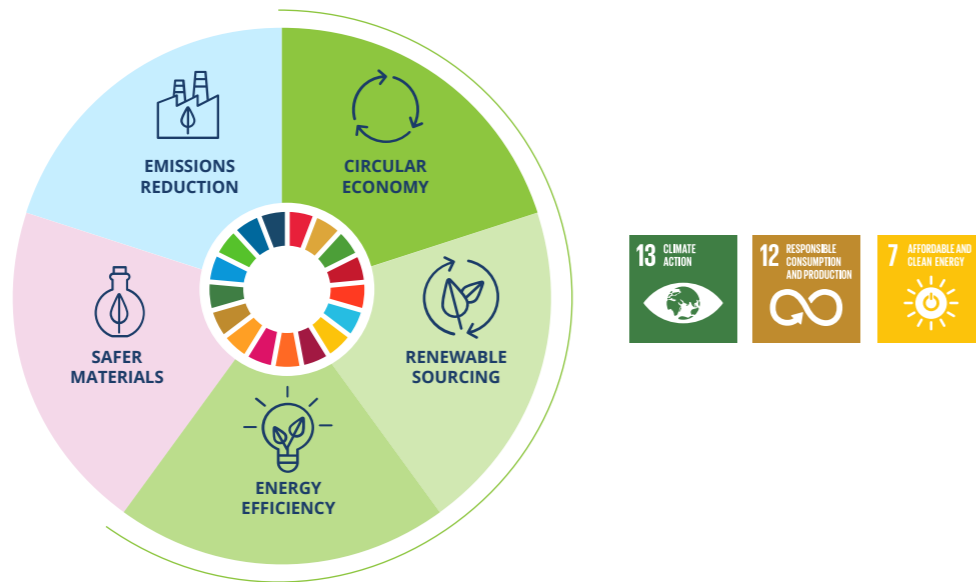 EMISSIONS
REDUCTION
CIRCULAR
ECONOMY
SAFER
MATERIALS
RENEWABLE
SOURCING
ENERGY
EFFICIENCY
13 CLIMATE
ACTION
12 RESPONSIBLE
CONSUMPTION
AND PRODUCTION
7 AFFORDABLE AND
CLEAN ENERGY